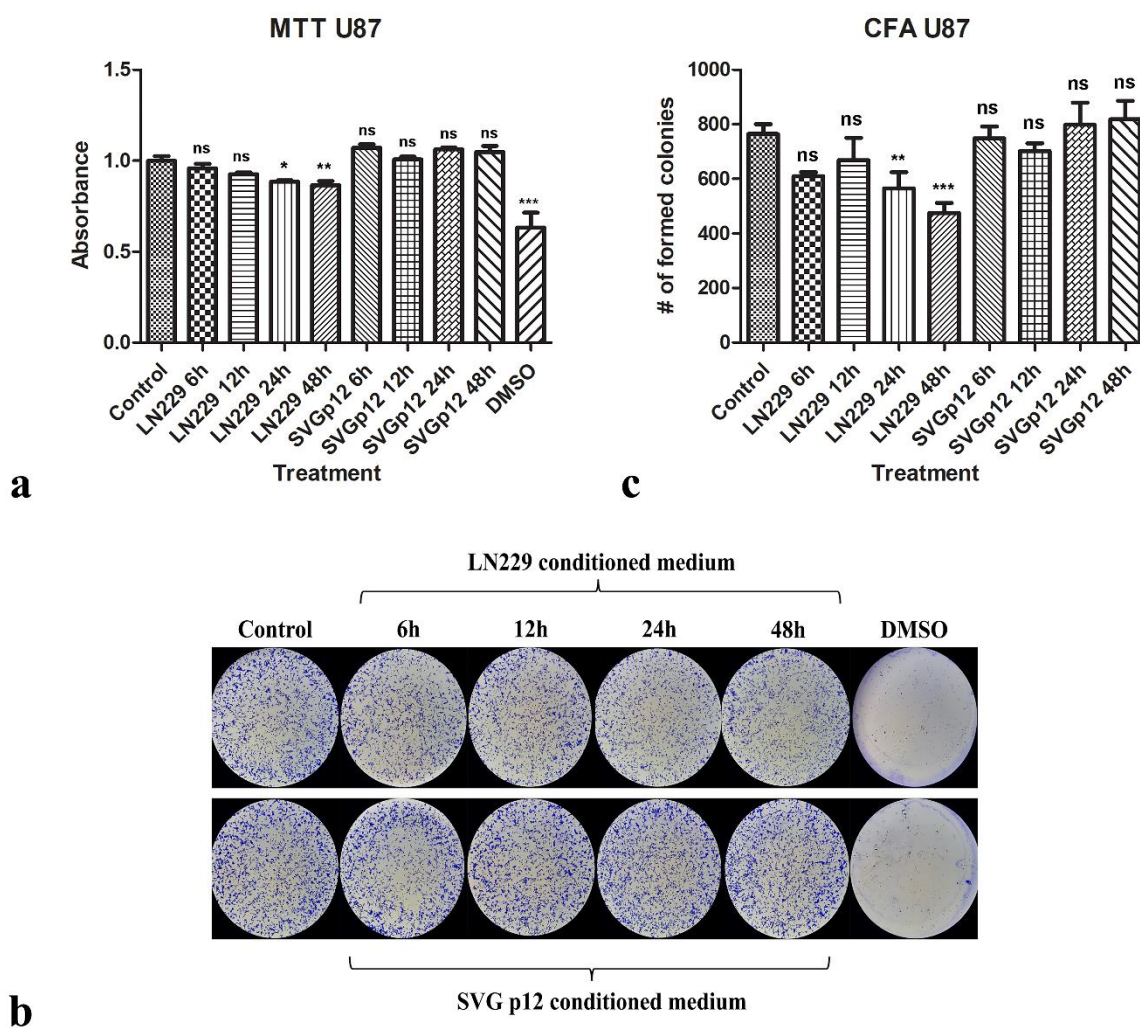 MTT U87
Absorbance
1.5
1.0
0.5
0.0
ns
ns
*
**
ns
ns
ns
ns
***
Control
LN229 6h
LN229 12h
LN229 24h
LN229 48h
SVGp12 6h
SVGp12 12h
SVGp12 24h
SVGp12 48h
DMSO
Treatment
a
CFA U87
# of formed colonies
1000
800
600
400
200
0
ns
ns
**
***
ns
ns
ns
ns
Control
LN229 6h
LN229 12h
LN229 24h
LN229 48h
SVGp12 6h
SVGp12 12h
SVGp12 24h
SVGp12 48h
Treatment
c
LN229 conditioned medium
Control 6h 12h 24h 48h DMSO
SVG p12 conditioned medium
b